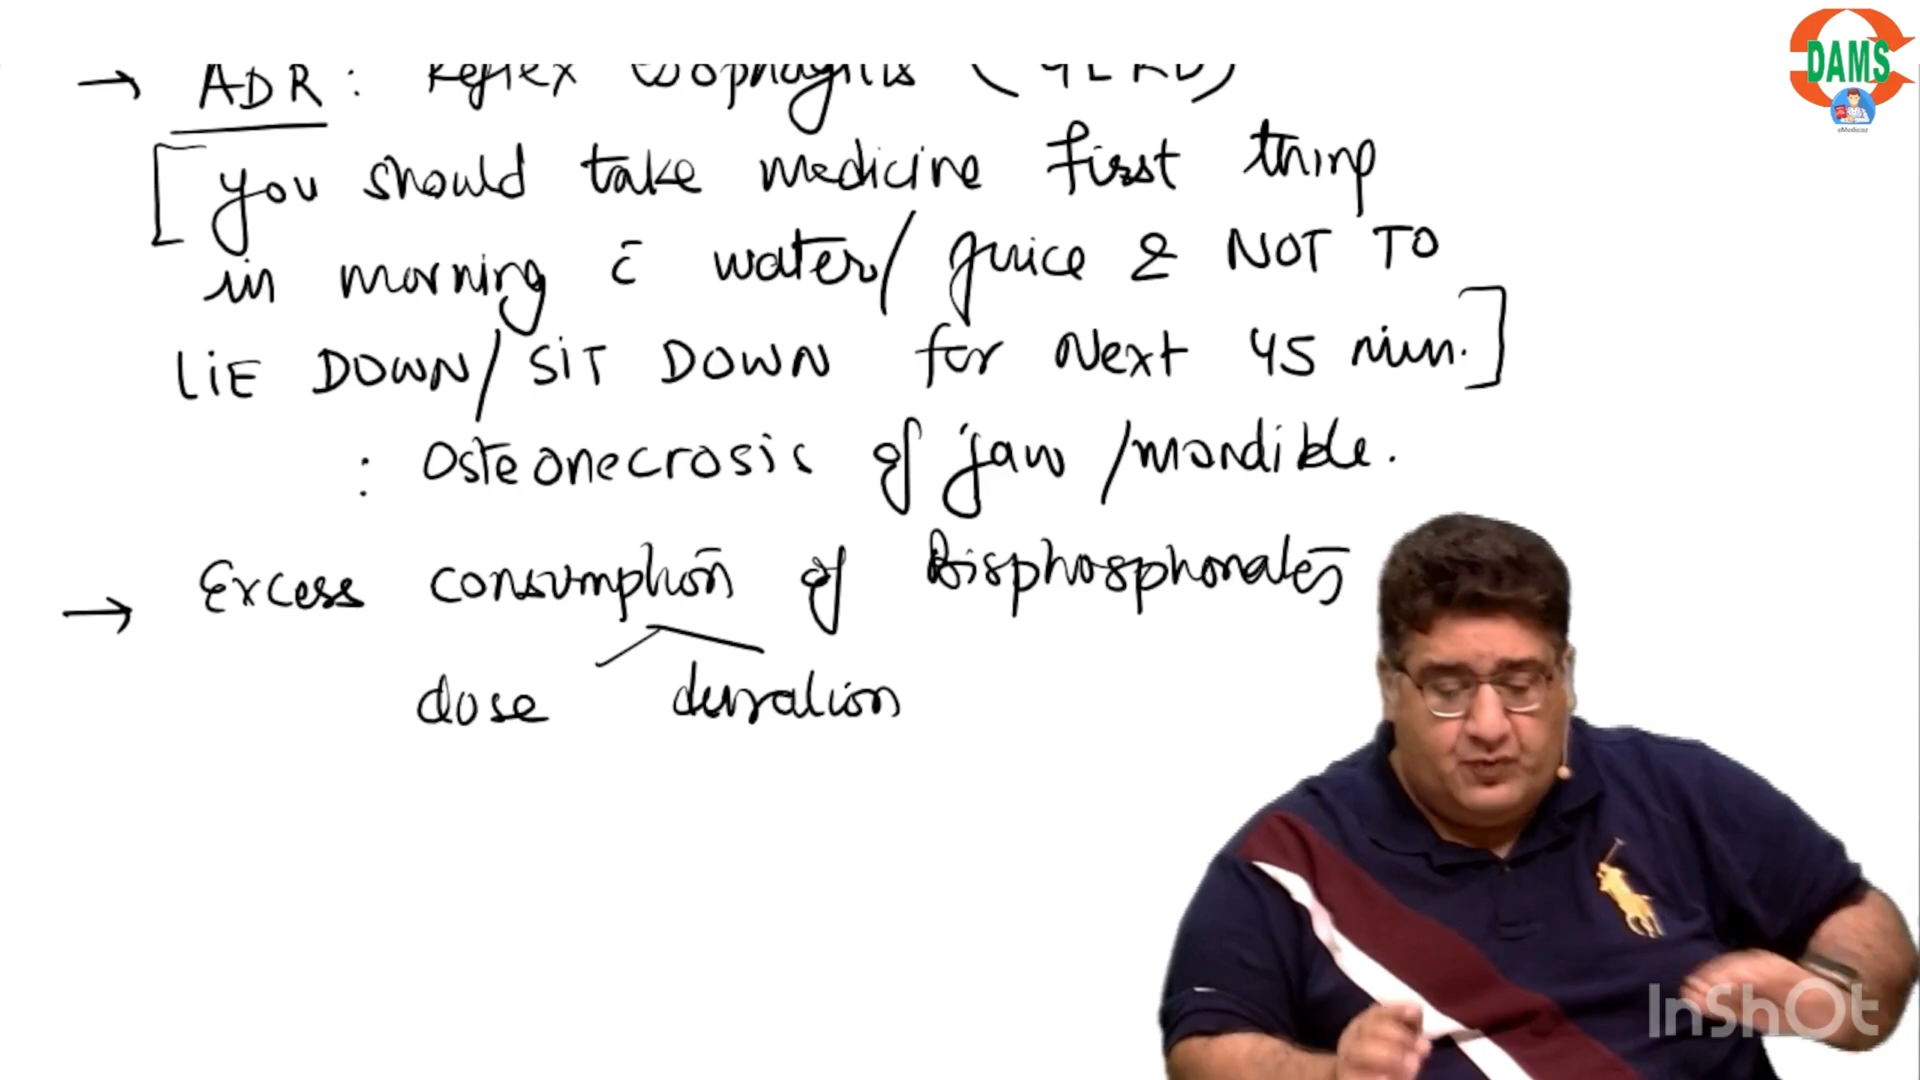 DAMS
eMedicoz
→ ADR : Reflex esophagitis (GERD)
[you should take medicine first thing
in morning c̄ water/ juice & NOT TO
LIE DOWN/ SIT DOWN for Next 45 min.]
: Osteonecrosis of jaw /mandible.
→ Excess consumption of Bisphosphonates
dose duration
InShOt